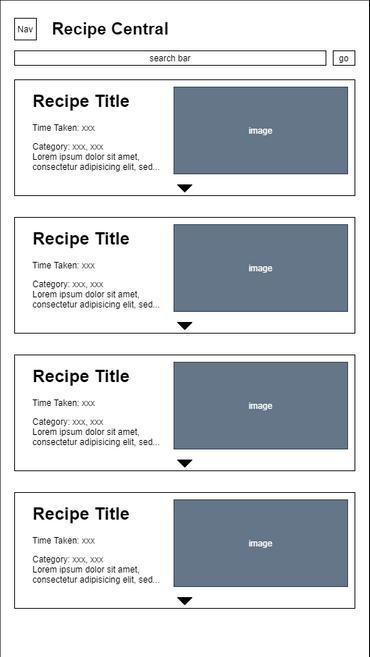 Nav
Recipe Central
search bar
go
Recipe Title
Time Taken: xxx
Category: xxx, xxx
Lorem ipsum dolor sit amet,
consectetur adipisicing elit, sed...
image
Recipe Title
Time Taken: xxx
Category: xxx, xxx
Lorem ipsum dolor sit amet,
consectetur adipisicing elit, sed...
image
Recipe Title
Time Taken: xxx
Category: xxx, xxx
Lorem ipsum dolor sit amet,
consectetur adipisicing elit, sed...
image
Recipe Title
Time Taken: xxx
Category: xxx, xxx
Lorem ipsum dolor sit amet,
consectetur adipisicing elit, sed...
image